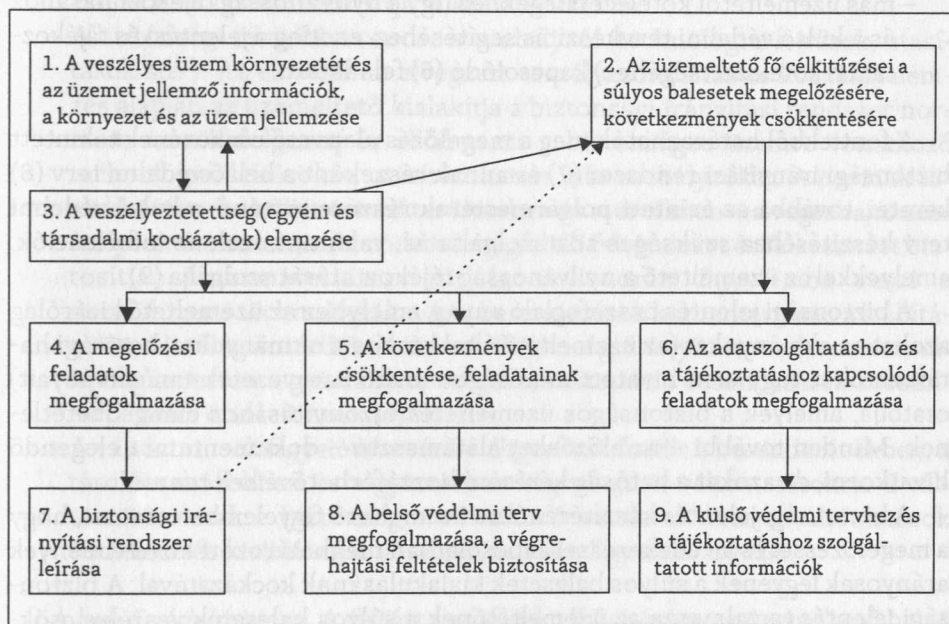 1. A veszélyes üzem környezetét és
az üzemet jellemző információk,
a környezet és az üzem jellemzése
2. Az üzemeltető fő célkitűzései a
súlyos balesetek megelőzésére,
következmények csökkentésére
3. A veszélyeztetettség (egyéni és
társadalmi kockázatok) elemzése
4. A megelőzési
feladatok
megfogalmazása
5. A következmények
csökkentése, feladatainak
megfogalmazása
6. Az adatszolgáltatáshoz és
a tájékoztatáshoz kapcsolódó
feladatok megfogalmazása
7. A biztonsági irá-
nyítási rendszer
leírása
8. A belső védelmi terv
megfogalmazása, a végre-
hajtási feltételek biztosítása
9. A külső védelmi tervhez és
a tájékoztatáshoz szolgál-
tatott információk